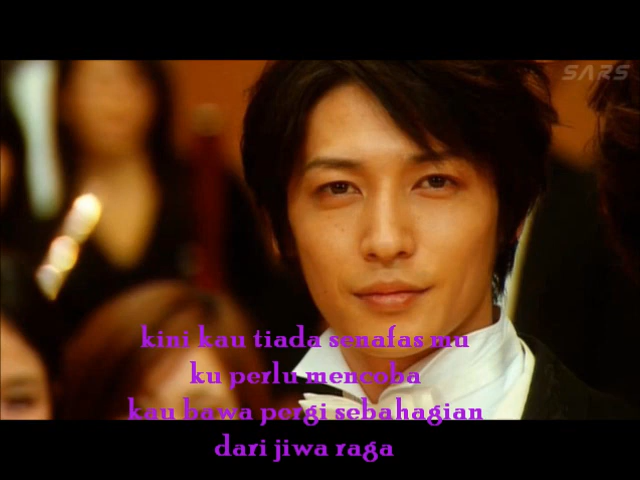 SARS
kini kau tiada senafas mu
ku perlu mencoba
kau bawa pergi sebahagian
dari jiwa raga